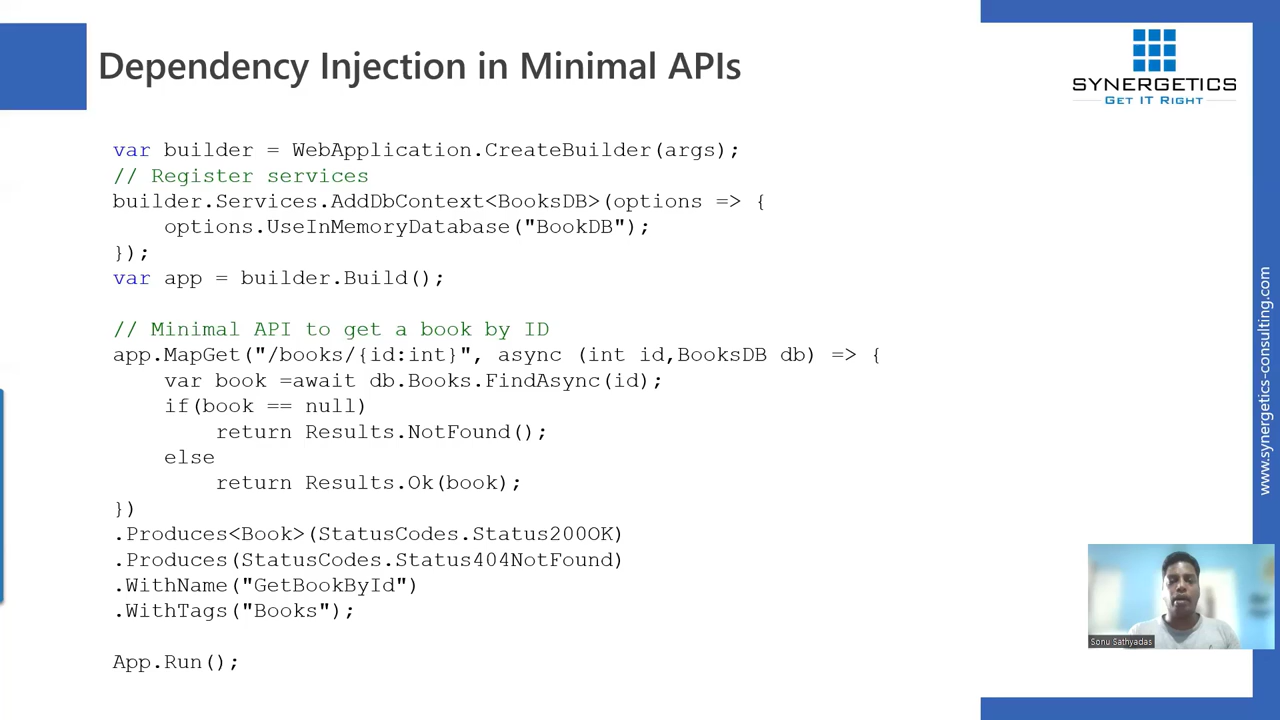 Dependency Injection in Minimal APIs
SYNERGETICS
GET IT RIGHT
var builder = WebApplication.CreateBuilder(args);
// Register services
builder.Services.AddDbContext<BooksDB>(options => {
    options.UseInMemoryDatabase("BookDB");
});
var app = builder.Build();
// Minimal API to get a book by ID
app.MapGet("/books/{id:int}", async (int id,BooksDB db) => {
    var book =await db.Books.FindAsync(id);
    if(book == null)
        return Results.NotFound();
    else
        return Results.Ok(book);
})
.Produces<Book>(StatusCodes.Status200OK)
.Produces(StatusCodes.Status404NotFound)
.WithName("GetBookById")
.WithTags("Books");
App.Run();
www.synergetics-consulting.com
Sonu Sathyadas